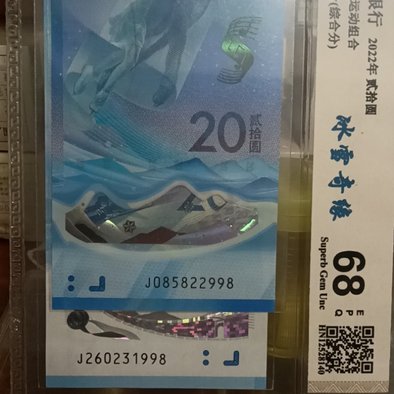 20
贰拾圆
J085822998
J260231998
银行
2022年 贰拾圆
运动组合
(综合分)
冰雪奇缘
68
EPQ
Superb Gem Unc
HN12528140